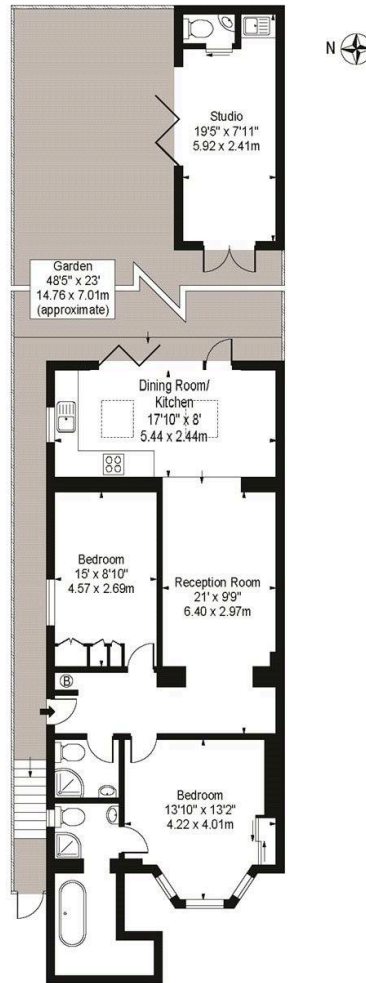 N
Studio
19'5" x 7'11"
5.92 x 2.41m
Garden
48'5" x 23'
14.76 x 7.01m
(approximate)
Dining Room/
Kitchen
17'10" x 8'
5.44 x 2.44m
Bedroom
15' x 8'10"
4.57 x 2.69m
Reception Room
21' x 9'9"
6.40 x 2.97m
B
Bedroom
13'10" x 13'2"
4.22 x 4.01m